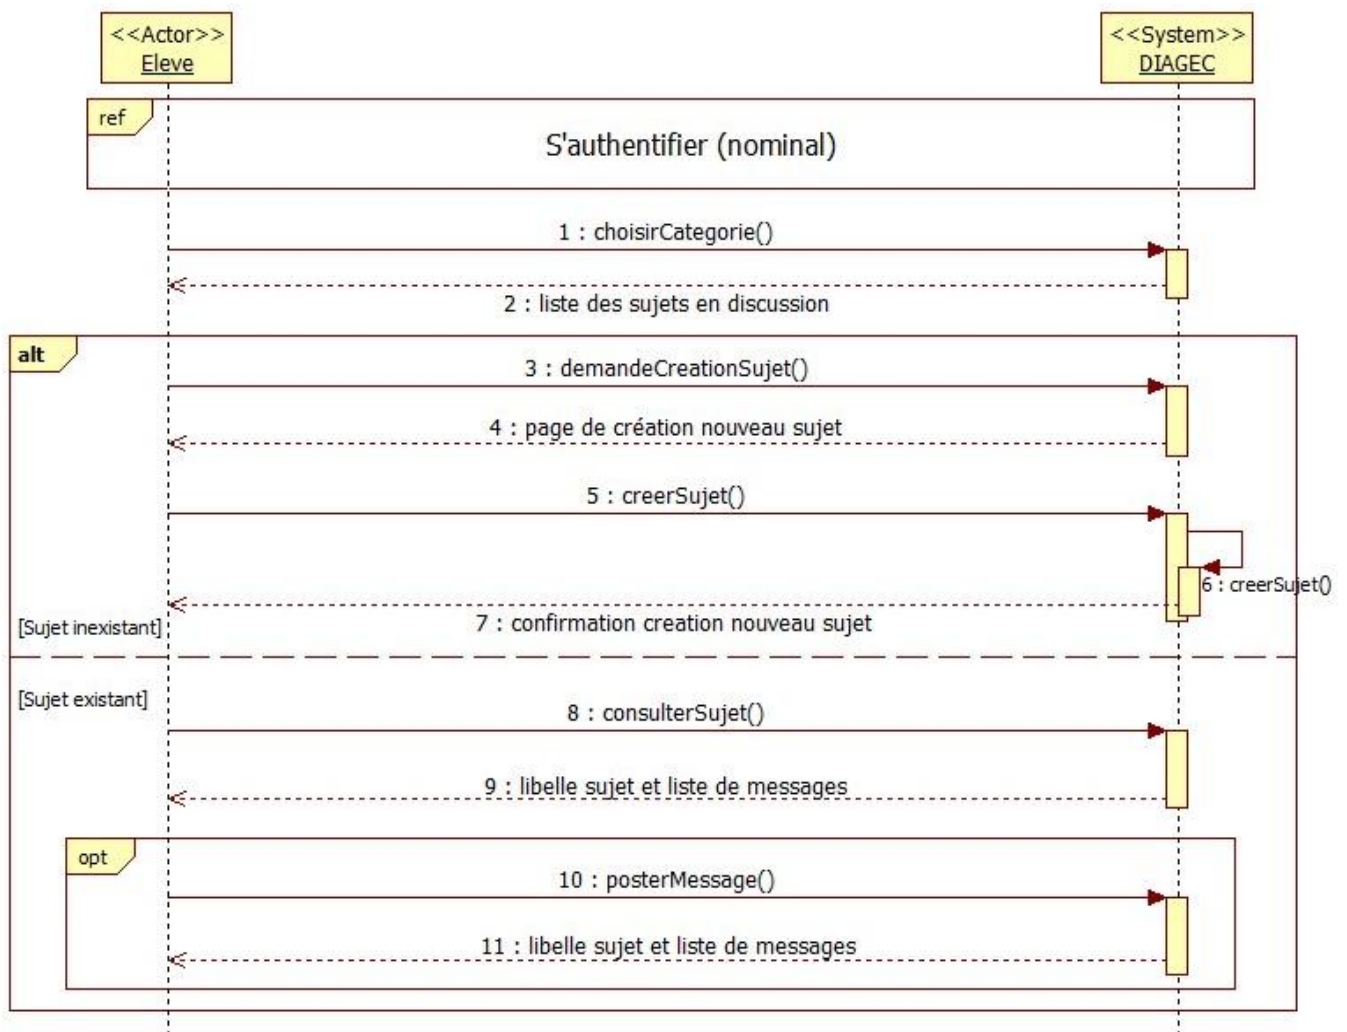 <<Actor>>
Eleve
<<System>>
DIAGEC
ref
S'authentifier (nominal)
1 : choisirCategorie()
2 : liste des sujets en discussion
alt
3 : demandeCreationSujet()
4 : page de création nouveau sujet
5 : creerSujet()
6 : creerSujet()
7 : confirmation creation nouveau sujet
[Sujet inexistant]
[Sujet existant]
8 : consulterSujet()
9 : libelle sujet et liste de messages
opt
10 : posterMessage()
11 : libelle sujet et liste de messages